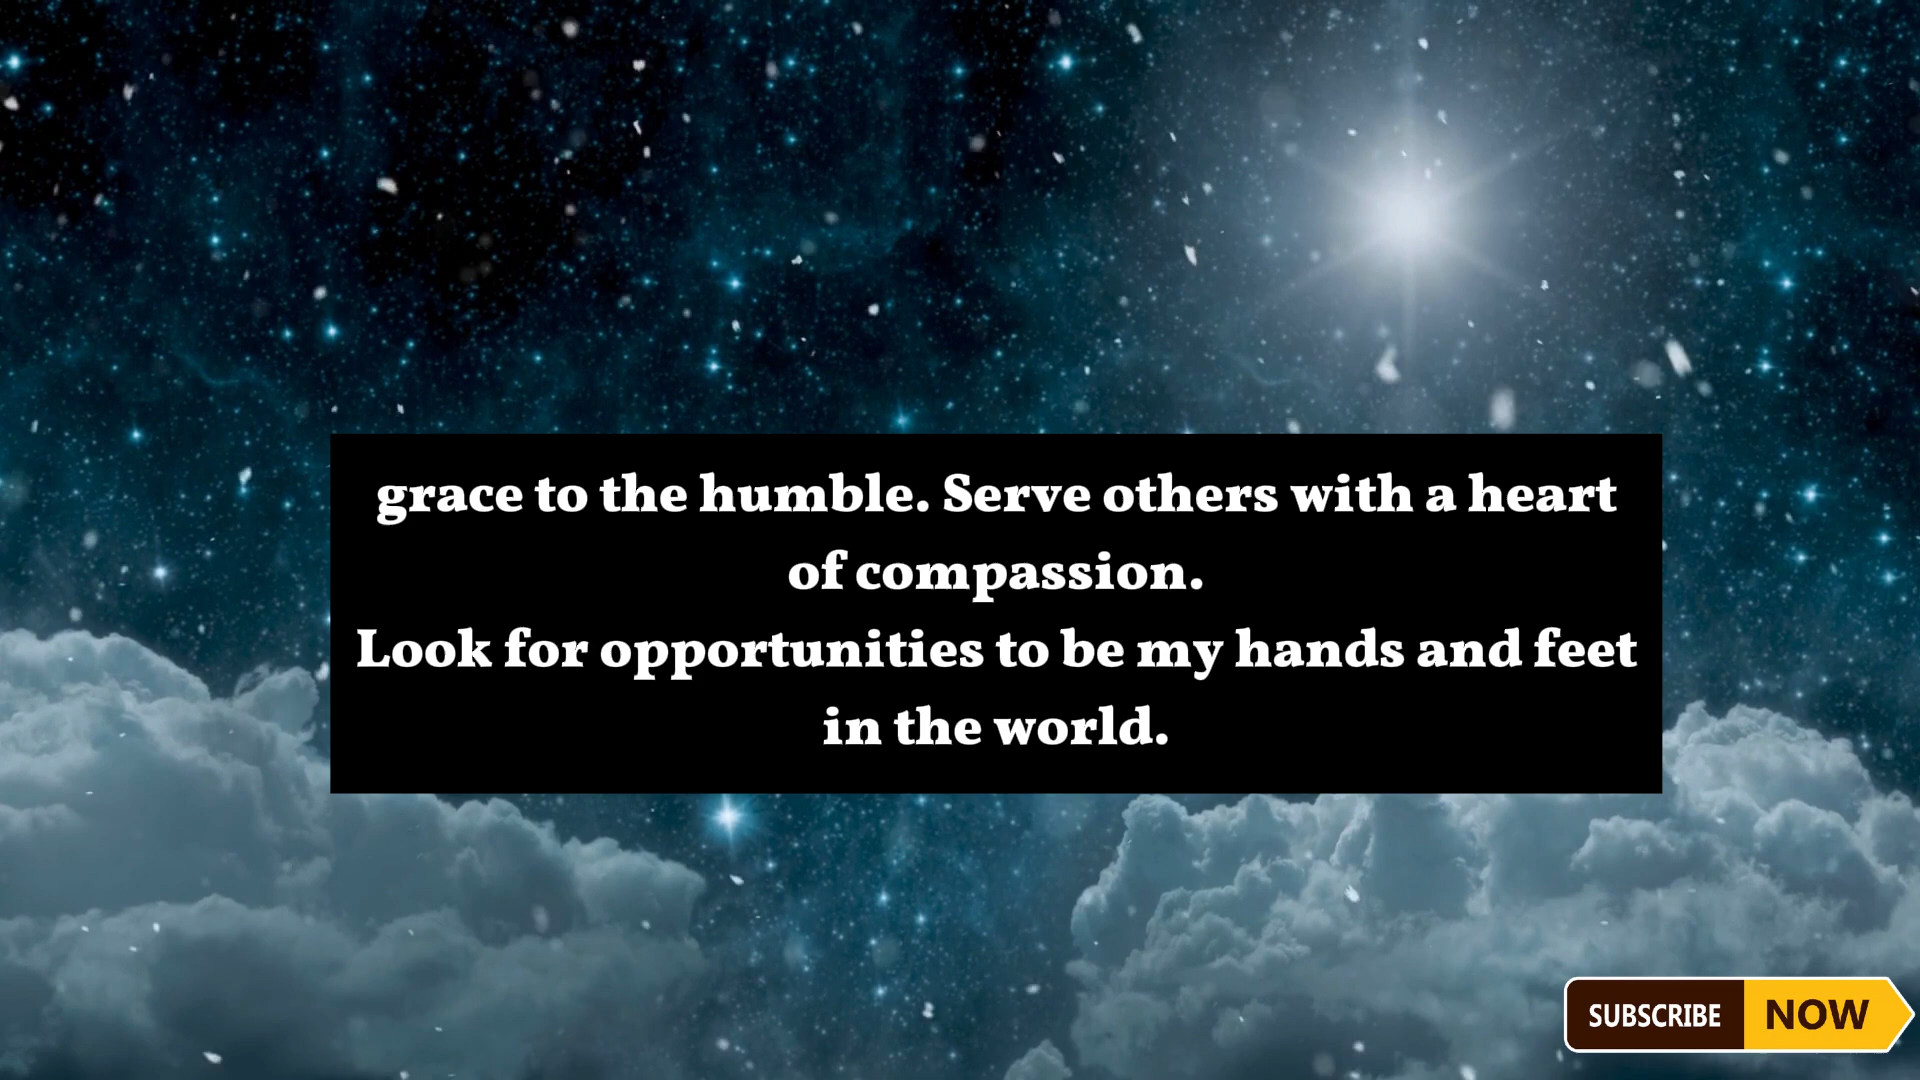 grace to the humble. Serve others with a heart
of compassion.
Look for opportunities to be my hands and feet
in the world.
SUBSCRIBE NOW